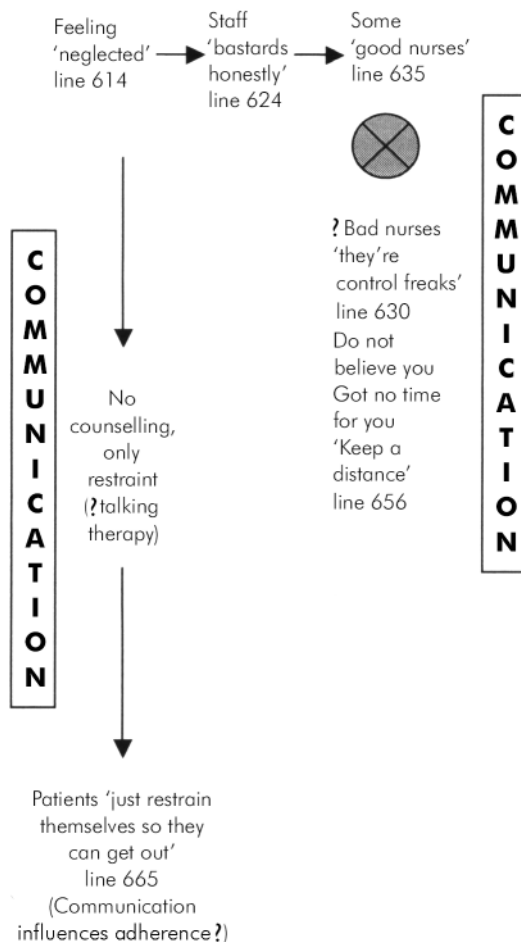 Feeling
'neglected'
line 614
Staff
'bastards
honestly'
line 624
Some
'good nurses'
line 635
COMMUNICATION
? Bad nurses
'they're
control freaks'
line 630
Do not
believe you
Got no time
for you
'Keep a
distance'
line 656
COMMUNICATION
No
counselling,
only
restraint
(?talking
therapy)
Patients 'just restrain
themselves so they
can get out'
line 665
(Communication
influences adherence?)